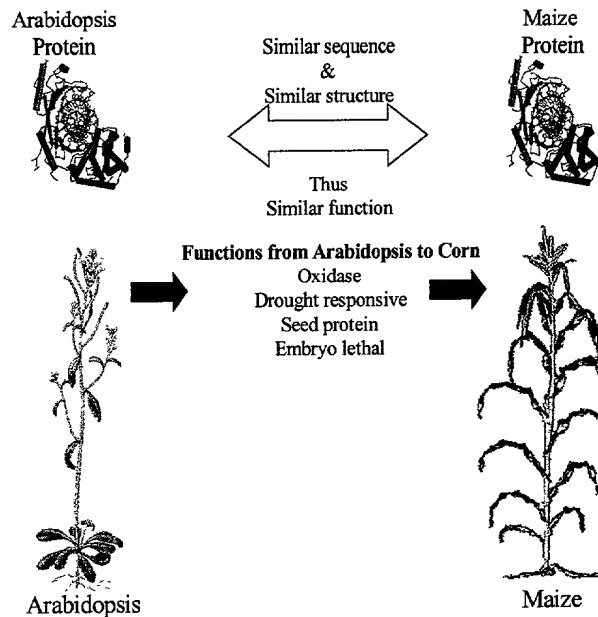 Arabidopsis
Protein
Similar sequence
&
Similar structure
Maize
Protein
Thus
Similar function
Functions from Arabidopsis to Corn
Oxidase
Drought responsive
Seed protein
Embryo lethal
Arabidopsis
Maize